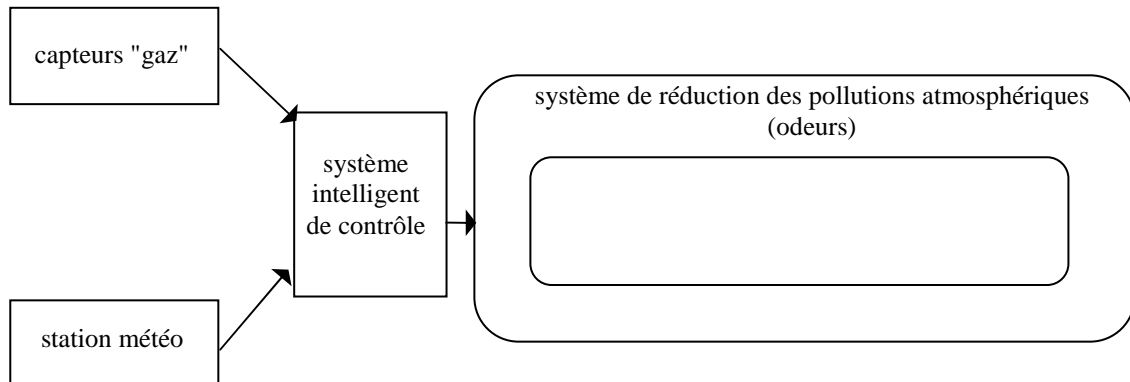 capteurs "gaz"
système de réduction des pollutions atmosphériques
(odeurs)
système
intelligent
de contrôle
station météo